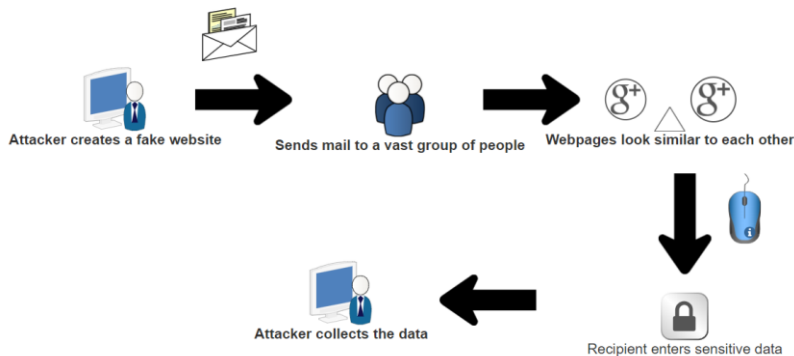 Attacker creates a fake website
Sends mail to a vast group of people
g+
g+
Webpages look similar to each other
i
Recipient enters sensitive data
Attacker collects the data